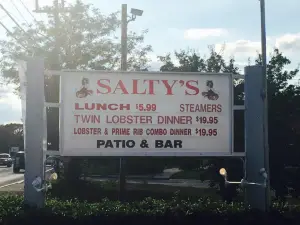 SALTY'S
LUNCH $5.99 STEAMERS
TWIN LOBSTER DINNER $19.95
LOBSTER & PRIME RIB COMBO DINNER $19.95
PATIO & BAR